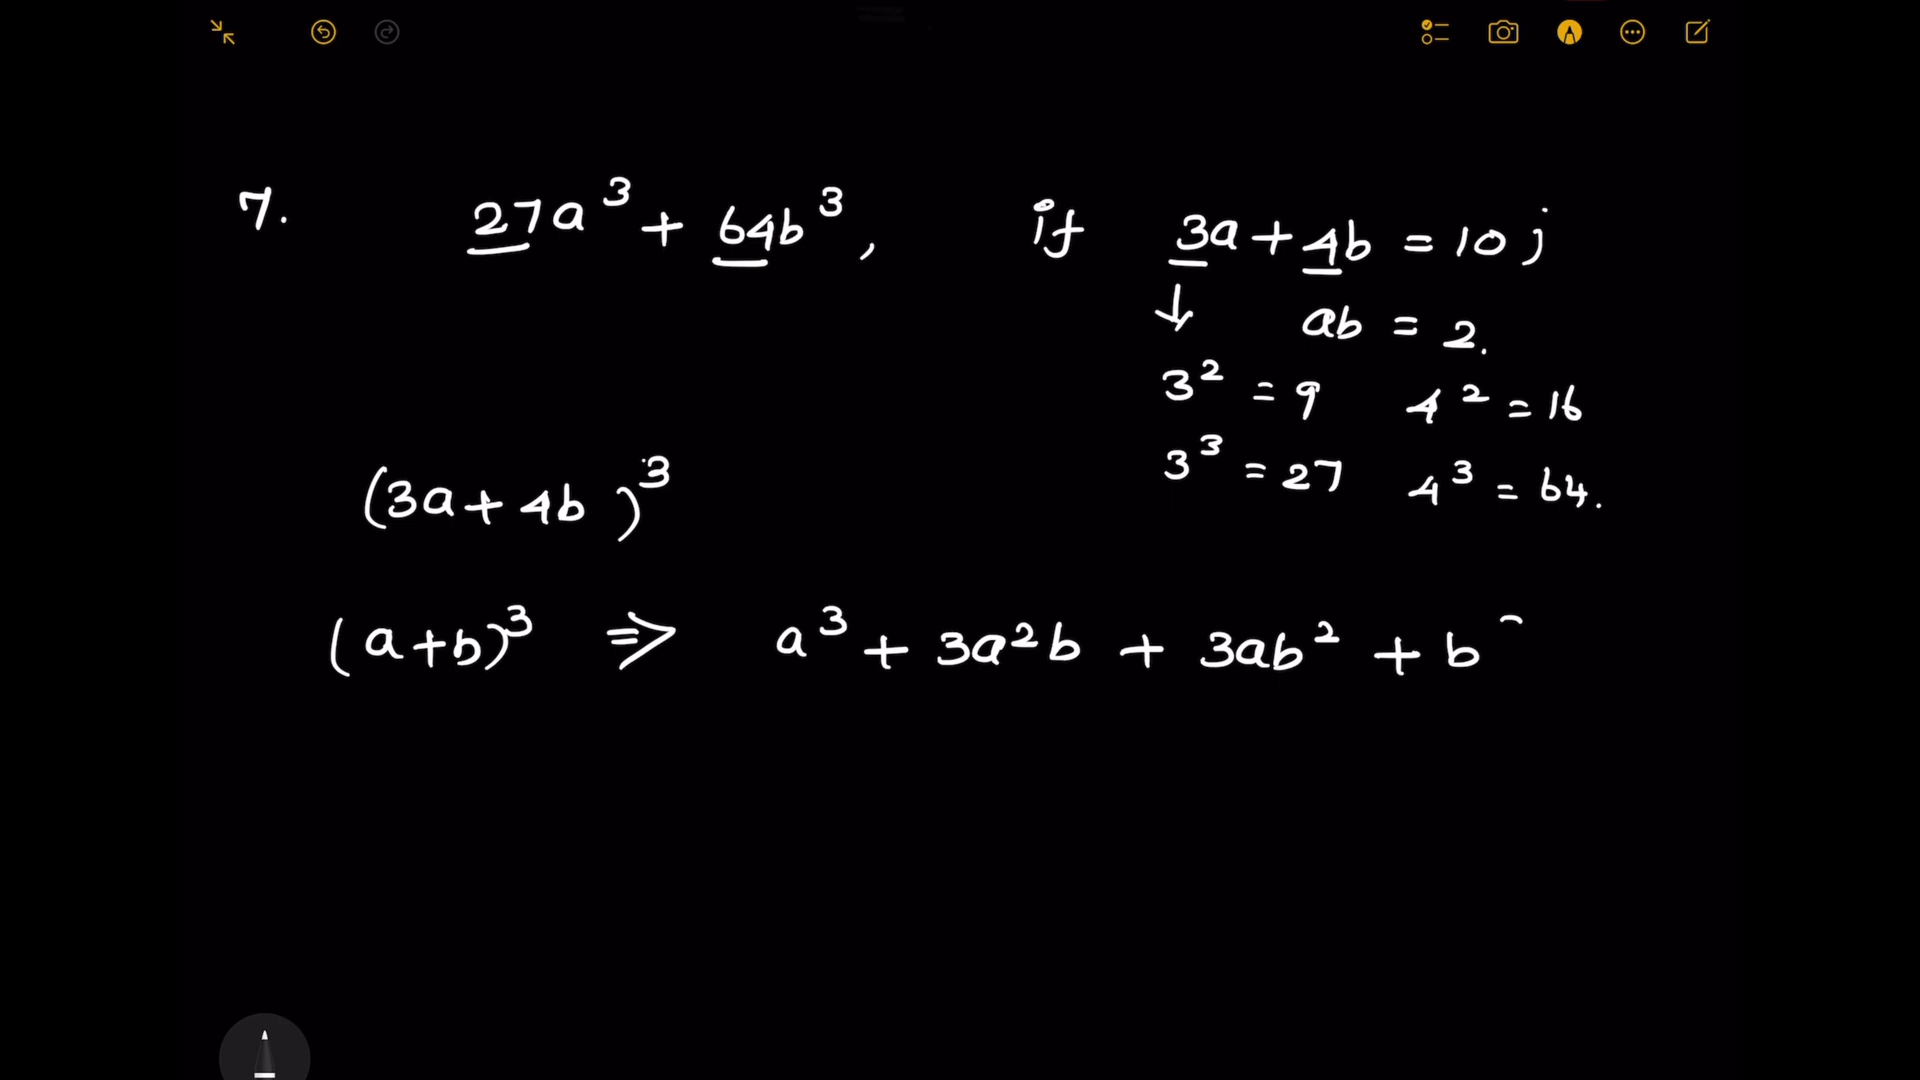 7. 27a³ + 64b³, if 3a + 4b = 10;
ab = 2.
3² = 9 4² = 16
3³ = 27 4³ = 64.
(3a + 4b)³
(a+b)³ ⇒ a³ + 3a²b + 3ab² + b